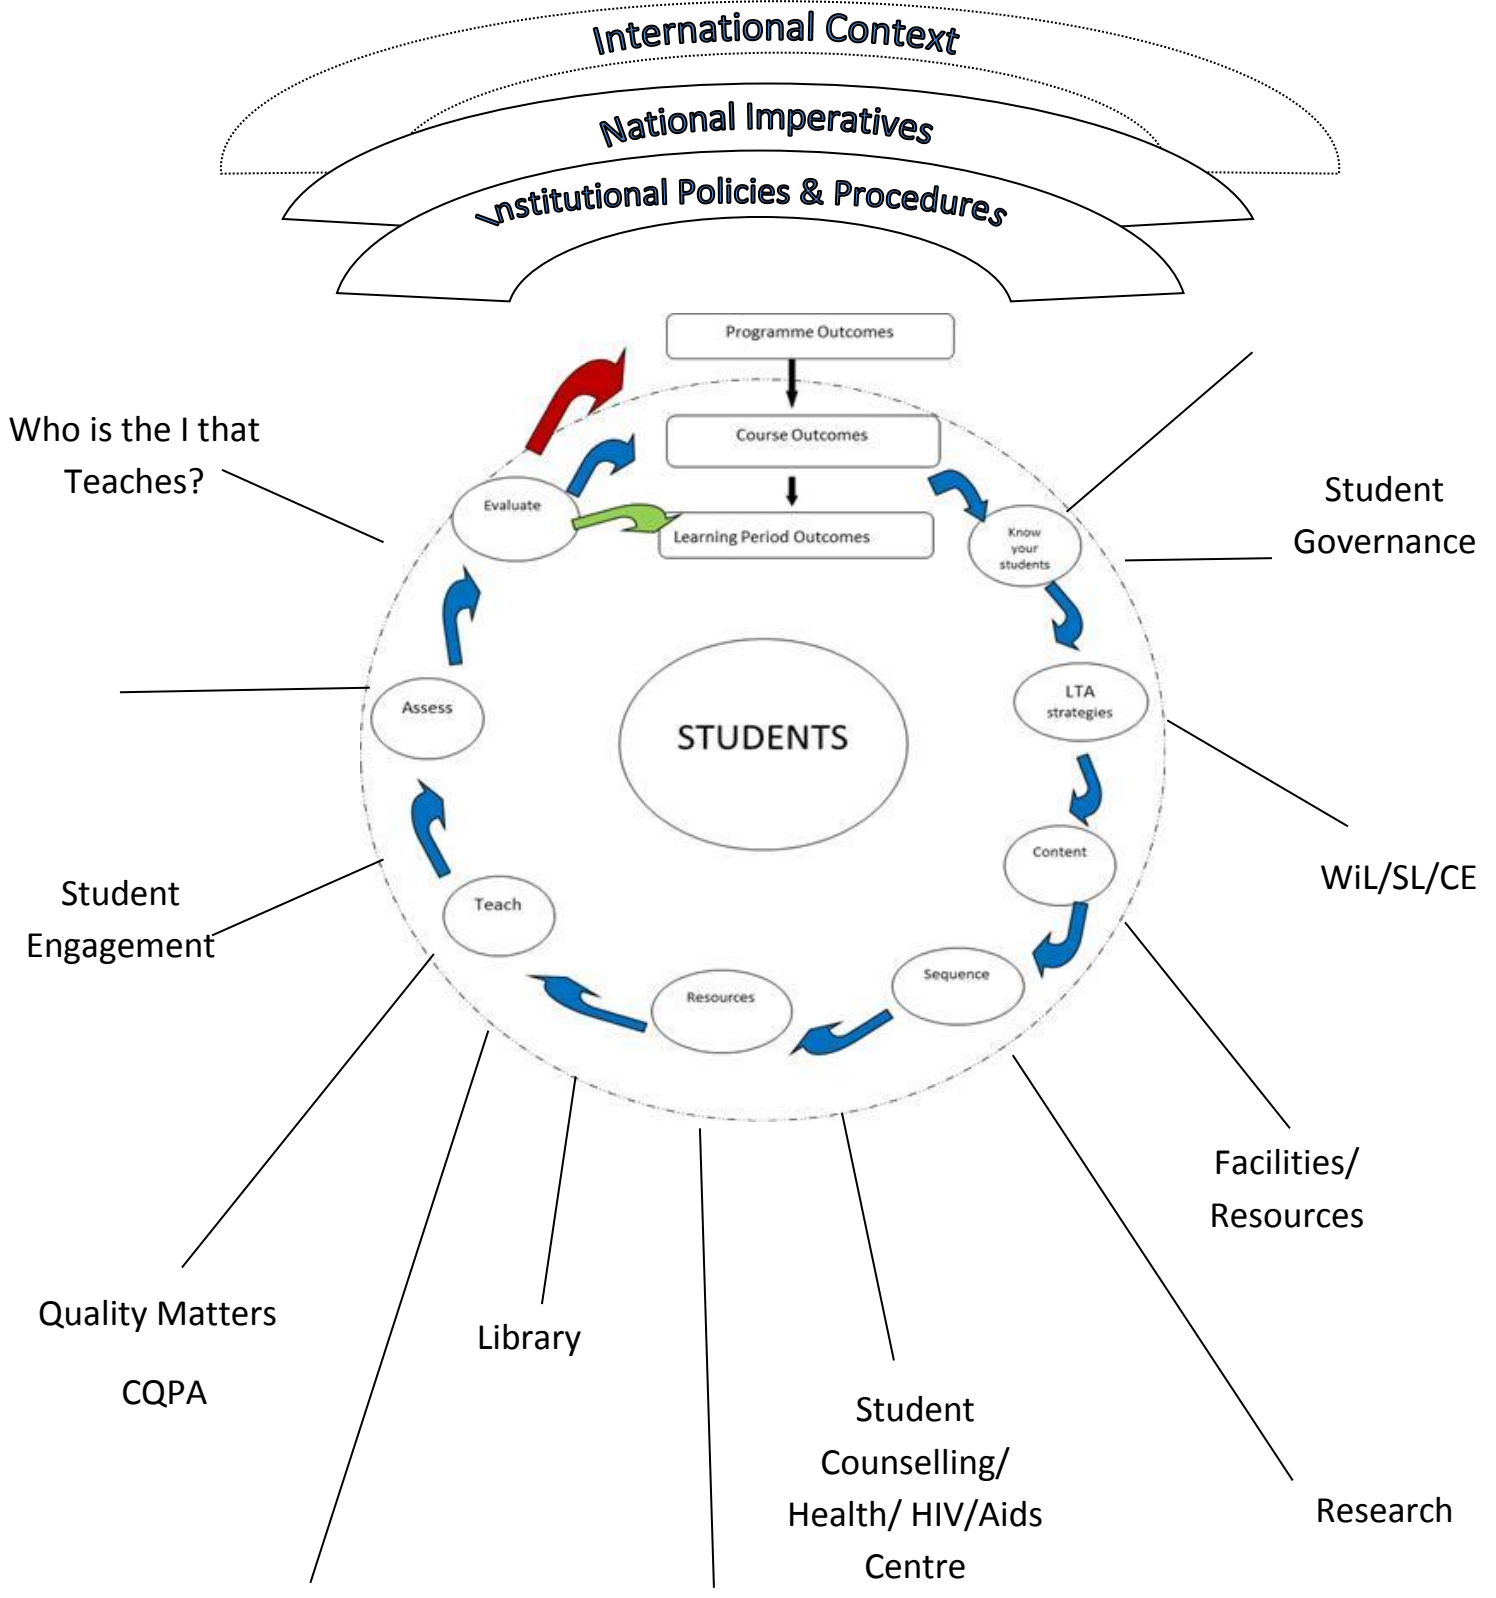 International Context
National Imperatives
Institutional Policies & Procedures
Programme Outcomes
Course Outcomes
Learning Period Outcomes
Evaluate
Know
your
students
LTA
strategies
Content
Sequence
Resources
Teach
Assess
STUDENTS
Who is the I that
Teaches?
Student
Governance
WiL/SL/CE
Student
Engagement
Facilities/
Resources
Quality Matters
CQPA
Library
Student
Counselling/
Health/ HIV/Aids
Centre
Research